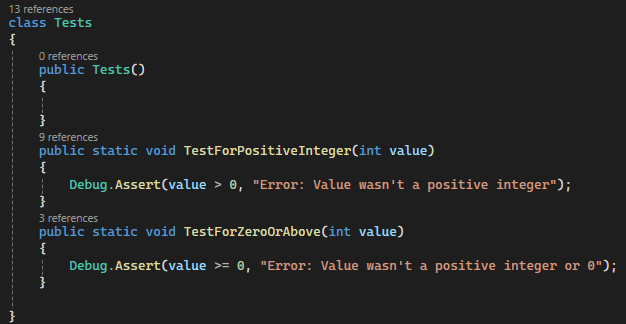 13 references
class Tests
{
0 references
public Tests()
{
}
9 references
public static void TestForPositiveInteger(int value)
{
Debug.Assert(value > 0, "Error: Value wasn't a positive integer");
}
3 references
public static void TestForZeroOrAbove(int value)
{
Debug.Assert(value >= 0, "Error: Value wasn't a positive integer or 0");
}
}